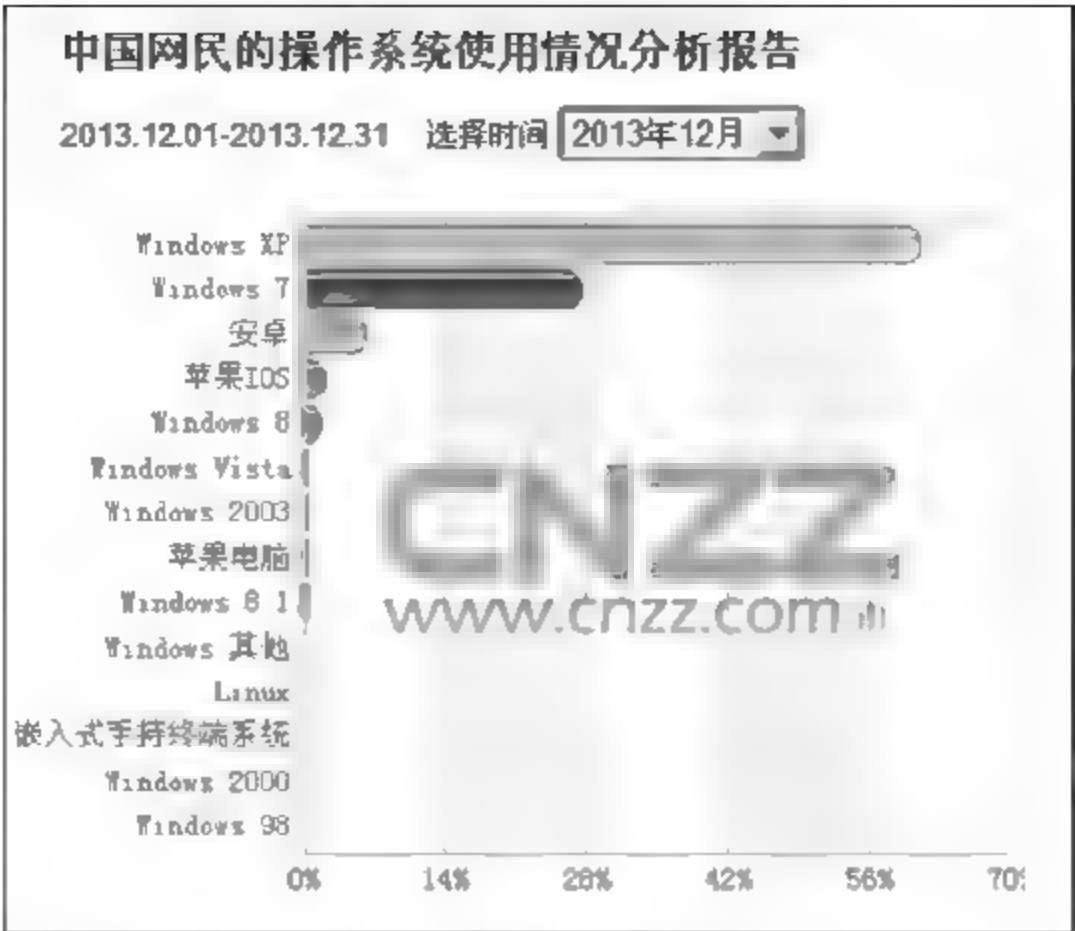 中国网民的操作系统使用情况分析报告
2013.12.01-2013.12.31 选择时间 2013年12月
Windows XP
Windows 7
安卓
苹果IOS
Windows 8
Windows Vista
Windows 2003
苹果电脑
Windows 8 1
Windows 其他
Linux
嵌入式手持终端系统
Windows 2000
Windows 98
CNZZ
www.cnzz.com
0% 14% 28% 42% 56% 70%